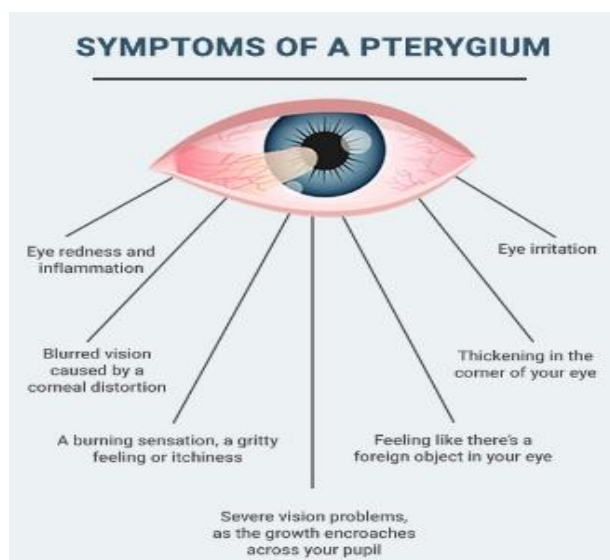 SYMPTOMS OF A PTERYGIUM
Eye redness and
inflammation
Eye irritation
Blurred vision
caused by a
corneal distortion
Thickening in the
corner of your eye
A burning sensation, a gritty
feeling or itchiness
Feeling like there's a
foreign object in your eye
Severe vision problems,
as the growth encroaches
across your pupil